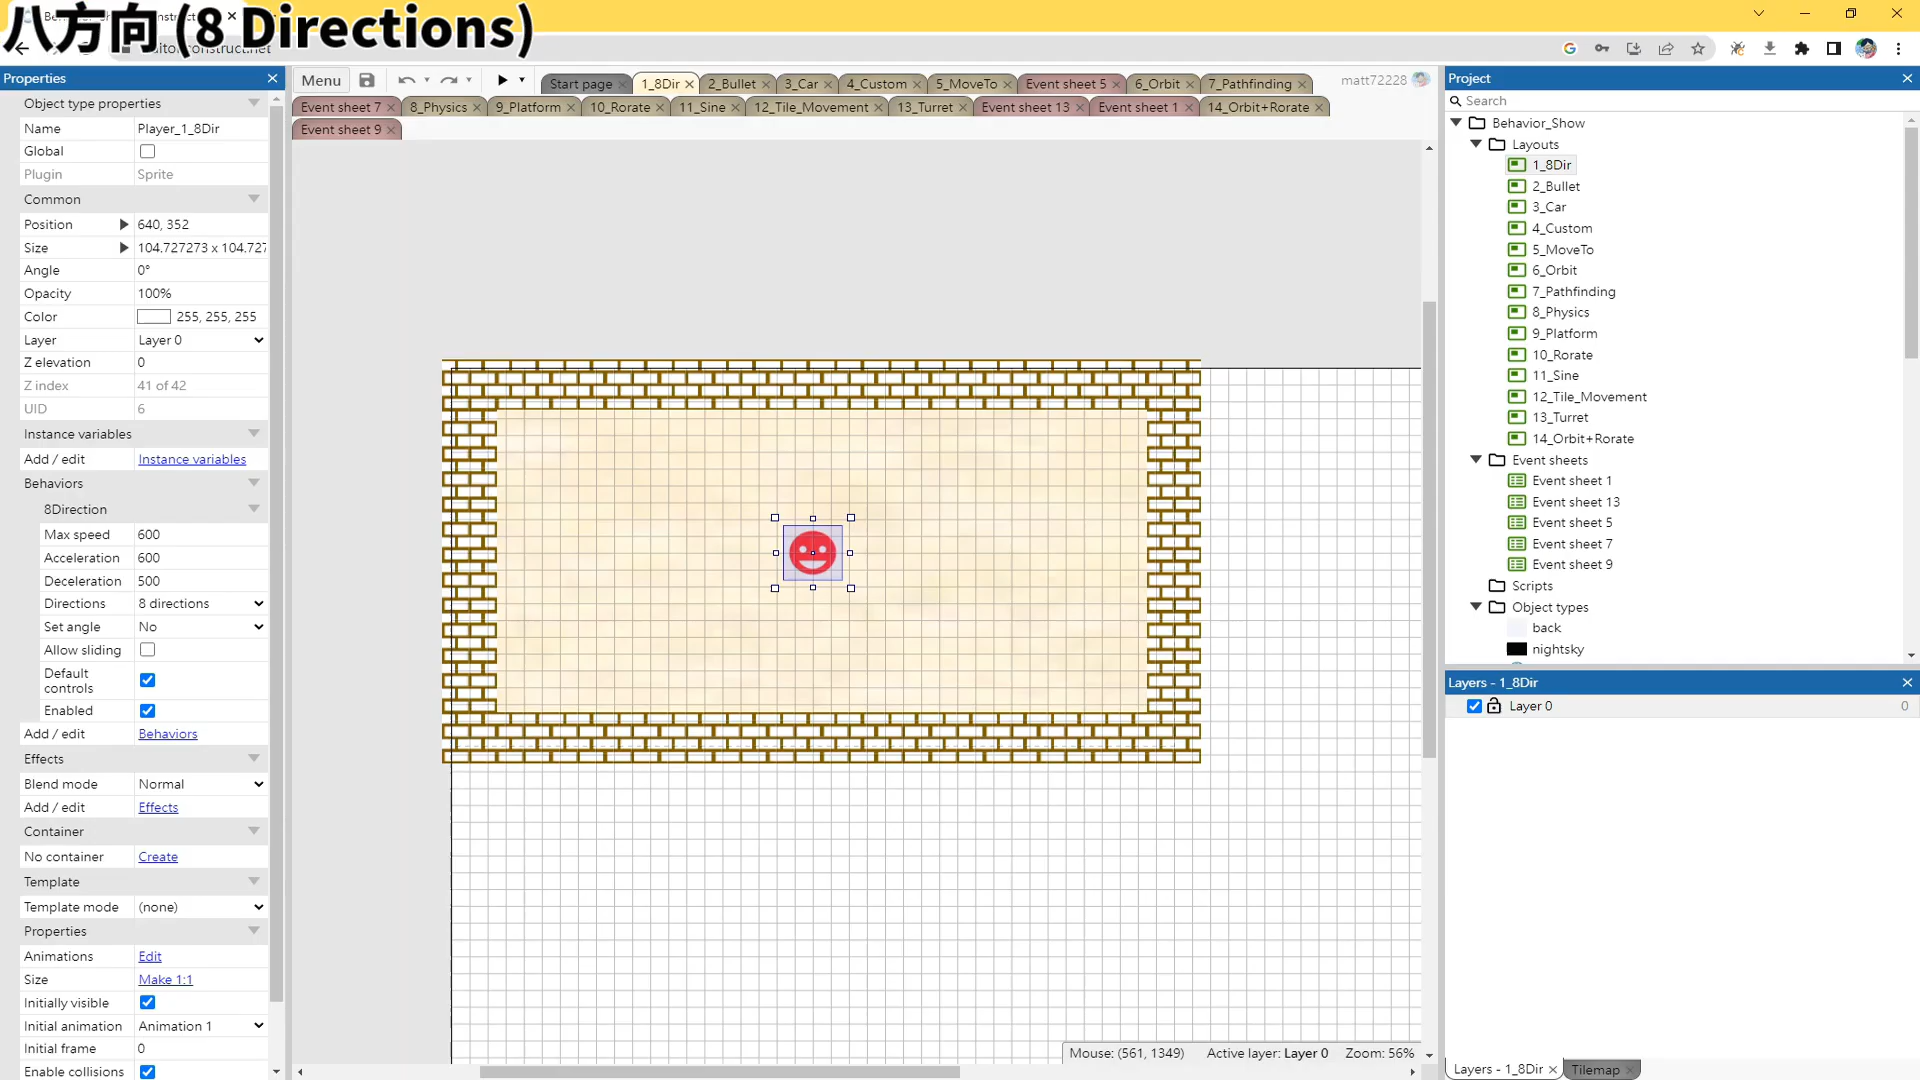 八方向 (8 Directions)
Properties
Object type properties
Name Player_1_8Dir
Global
Plugin Sprite
Common
Position 640, 352
Size 104.727273 x 104.727
Angle 0°
Opacity 100%
Color 255, 255, 255
Layer Layer 0
Z elevation 0
Z index 41 of 42
UID 6
Instance variables
Add / edit Instance variables
Behaviors
8Direction
Max speed 600
Acceleration 600
Deceleration 500
Directions 8 directions
Set angle No
Allow sliding
Default
controls
Enabled
Add / edit Behaviors
Effects
Blend mode Normal
Add / edit Effects
Container
No container Create
Template
Template mode (none)
Properties
Animations Edit
Size Make 1:1
Initially visible
Initial animation Animation 1
Initial frame 0
Enable collisions
Menu
Start page 1_8Dir 2_Bullet 3_Car 4_Custom 5_MoveTo Event sheet 5 6_Orbit 7_Pathfinding
matt72228
Event sheet 7 8_Physics 9_Platform 10_Rorate 11_Sine 12_Tile_Movement 13_Turret Event sheet 13 Event sheet 1 14_Orbit+Rorate
Event sheet 9
Mouse: (561, 1349) Active layer: Layer 0 Zoom: 56%
Project
Search
Behavior_Show
Layouts
1_8Dir
2_Bullet
3_Car
4_Custom
5_MoveTo
6_Orbit
7_Pathfinding
8_Physics
9_Platform
10_Rorate
11_Sine
12_Tile_Movement
13_Turret
14_Orbit+Rorate
Event sheets
Event sheet 1
Event sheet 13
Event sheet 5
Event sheet 7
Event sheet 9
Scripts
Object types
back
nightsky
Layers - 1_8Dir
Layer 0 0
Layers - 1_8Dir Tilemap